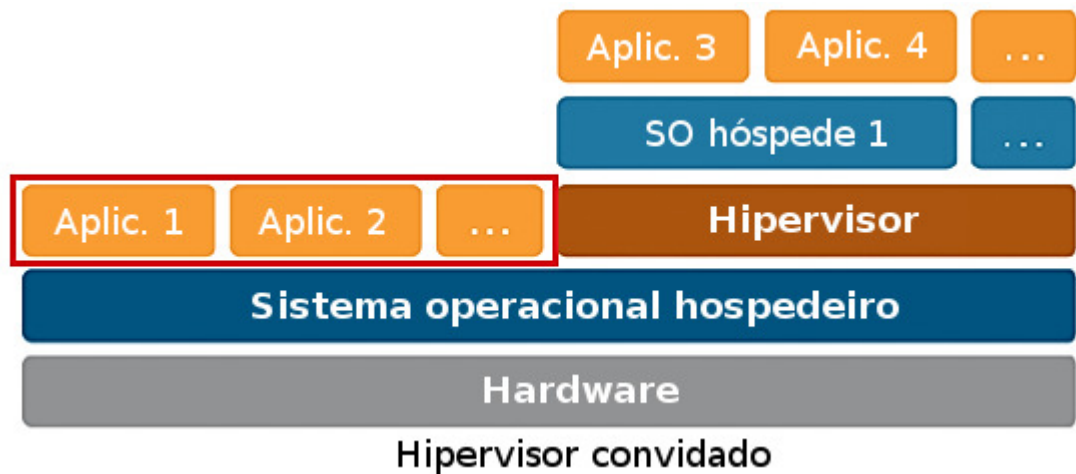 Aplic. 3 Aplic. 4 ...
SO hóspede 1 ...
Aplic. 1 Aplic. 2 ... Hipervisor
Sistema operacional hospedeiro
Hardware
Hipervisor convidado